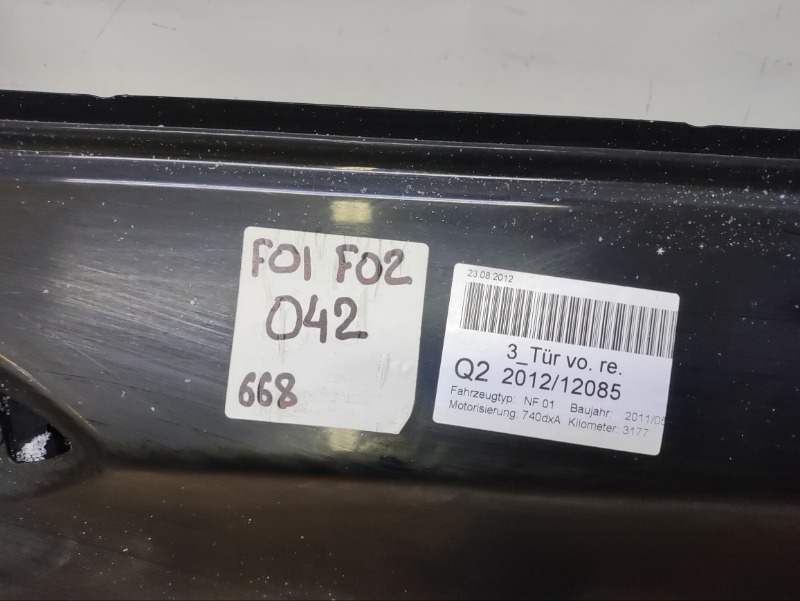 F01 F02
042
668
23.08.2012
3_Tür vo. re.
Q2 2012/12085
Fahrzeugtyp: NF 01 Baujahr: 2011/05
Motorisierung: 740dxA Kilometer: 3177